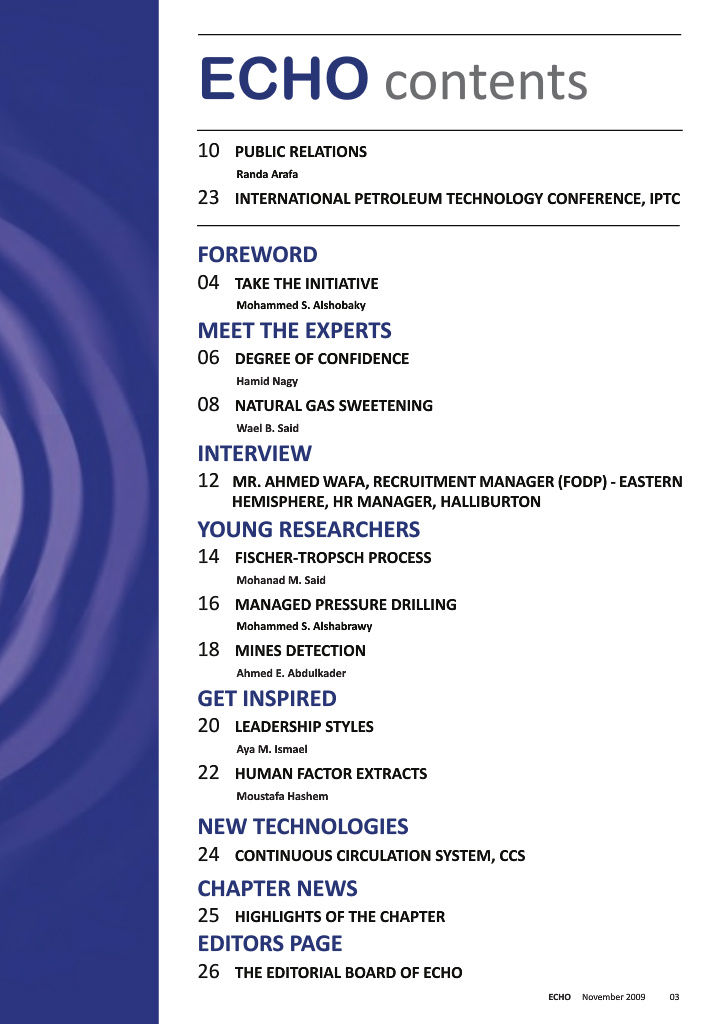 ECHO contents
10 PUBLIC RELATIONS
Randa Arafa
23 INTERNATIONAL PETROLEUM TECHNOLOGY CONFERENCE, IPTC
FOREWORD
04 TAKE THE INITIATIVE
Mohammed S. Alshobaky
MEET THE EXPERTS
06 DEGREE OF CONFIDENCE
Hamid Nagy
08 NATURAL GAS SWEETENING
Wael B. Said
INTERVIEW
12 MR. AHMED WAFA, RECRUITMENT MANAGER (FODP) - EASTERN
HEMISPHERE, HR MANAGER, HALLIBURTON
YOUNG RESEARCHERS
14 FISCHER-TROPSCH PROCESS
Mohanad M. Said
16 MANAGED PRESSURE DRILLING
Mohammed S. Alshabrawy
18 MINES DETECTION
Ahmed E. Abdulkader
GET INSPIRED
20 LEADERSHIP STYLES
Aya M. Ismael
22 HUMAN FACTOR EXTRACTS
Moustafa Hashem
NEW TECHNOLOGIES
24 CONTINUOUS CIRCULATION SYSTEM, CCS
CHAPTER NEWS
25 HIGHLIGHTS OF THE CHAPTER
EDITORS PAGE
26 THE EDITORIAL BOARD OF ECHO
ECHO November 2009 03